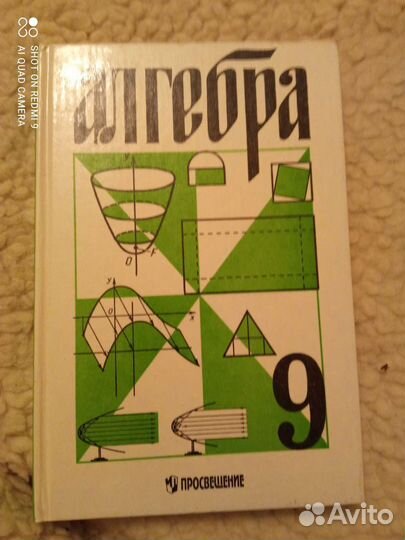 SHOT ON REDMI 9
AI QUAD CAMERA
алгебра
y
O
x
y
O
x
9
ПРОСВЕЩЕНИЕ
Avito